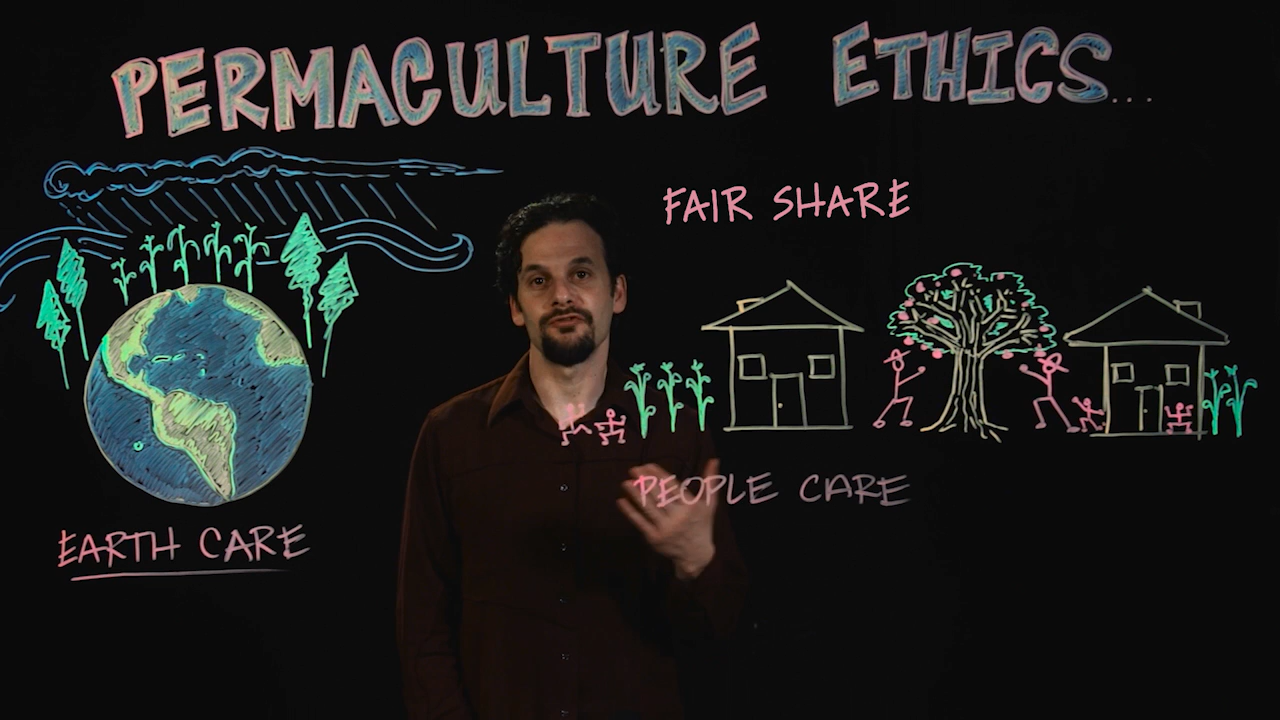 PERMACULTURE ETHICS...
FAIR SHARE
PEOPLE CARE
EARTH CARE